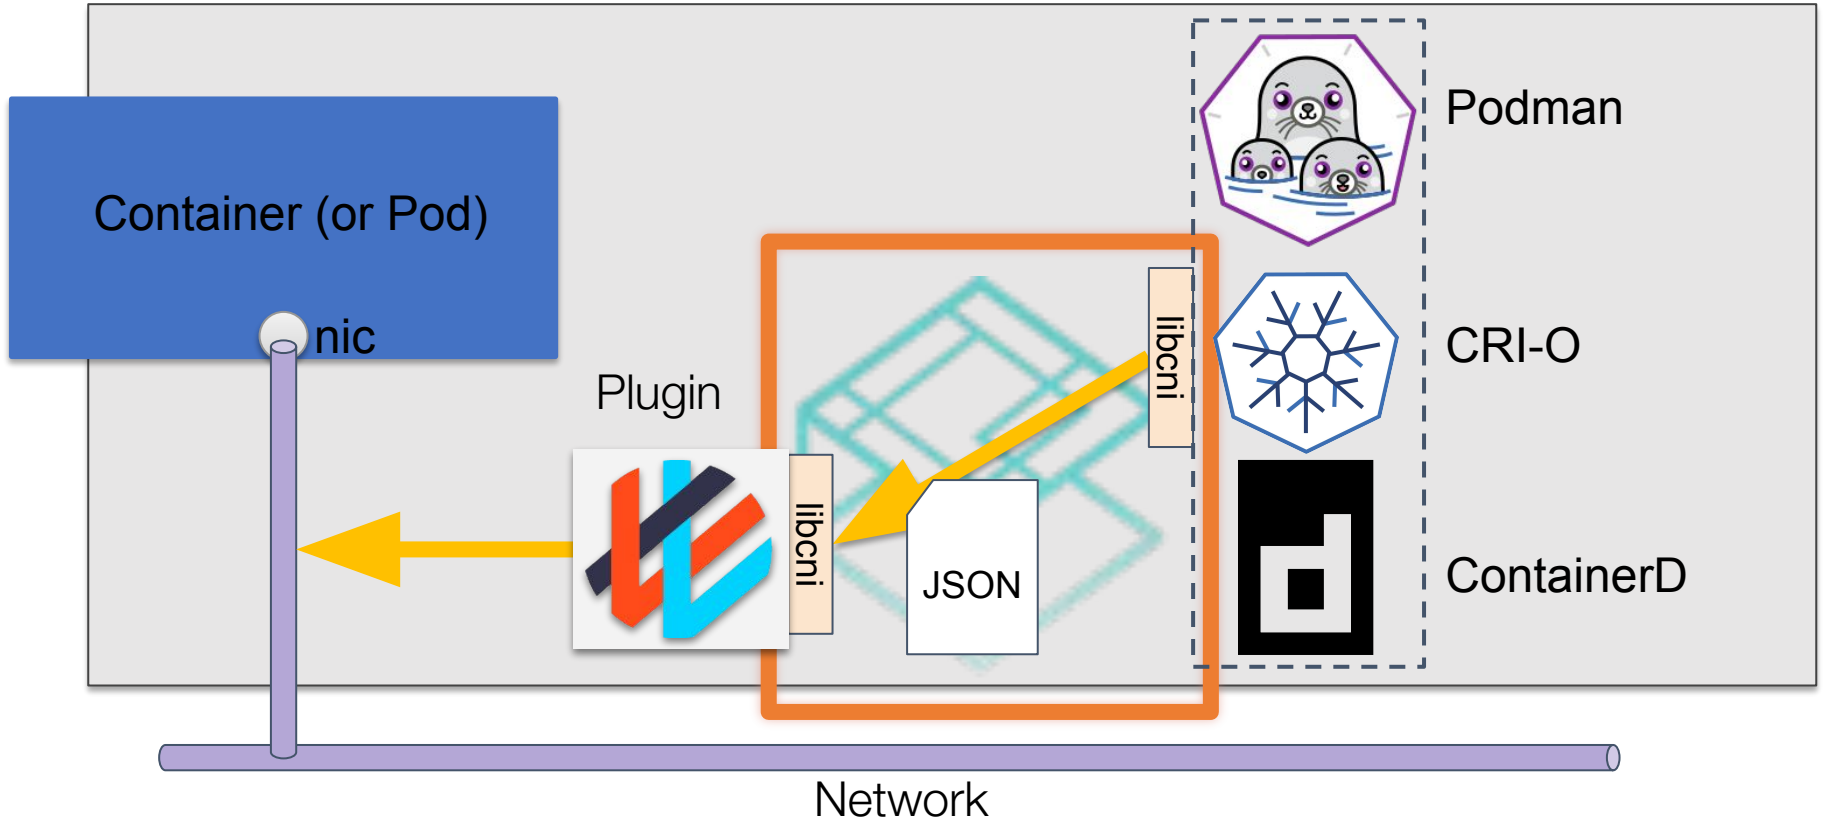 Podman
Container (or Pod)
nic
libcni
CRI-O
Plugin
libcni
JSON
ContainerD
Network